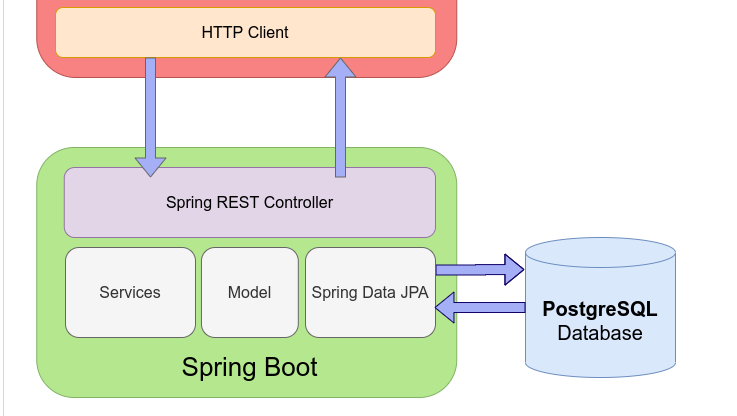 HTTP Client
Spring REST Controller
Services
Model
Spring Data JPA
PostgreSQL
Database
Spring Boot